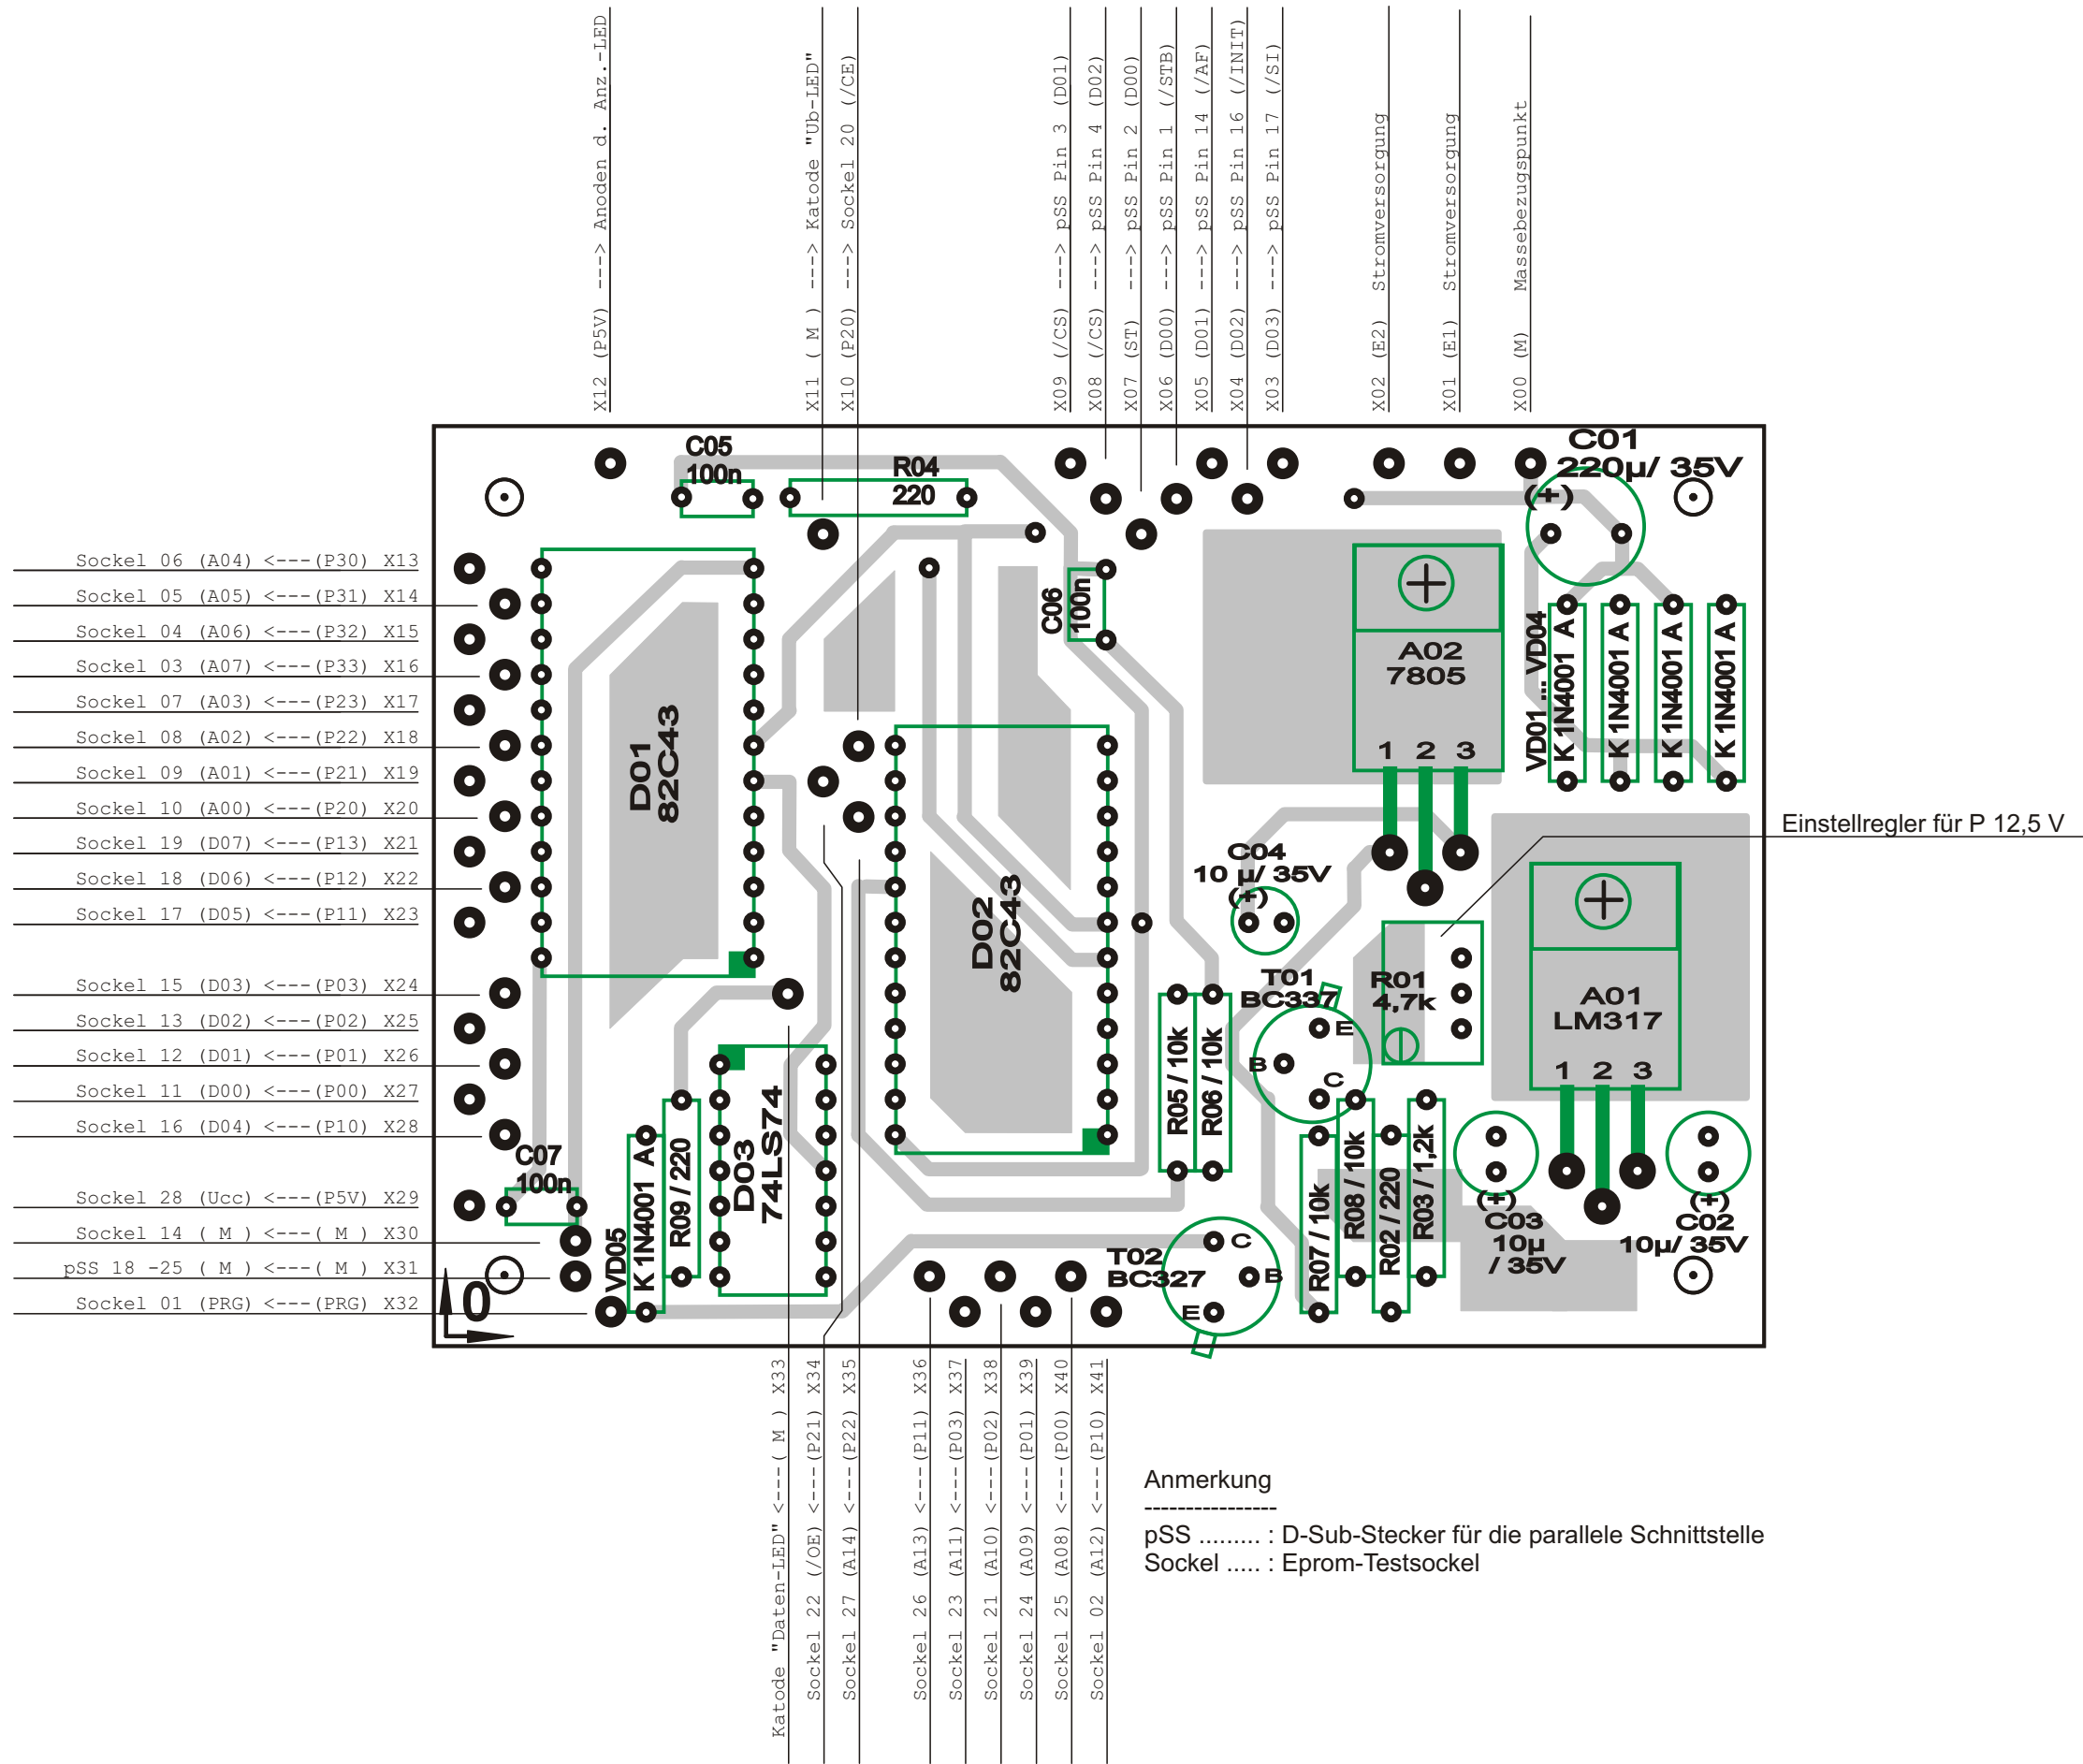 X12 (P5V) ---> Anoden d. Anz.-LED
X11 ( M ) ---> Katode "Ub-LED"
X10 (P20) ---> Sockel 20 (/CE)
X09 (/CS) ---> pSS Pin 3 (D01)
X08 (/CS) ---> pSS Pin 4 (D02)
X07 (ST) ---> pSS Pin 2 (D00)
X06 (D00) ---> pSS Pin 1 (/STB)
X05 (D01) ---> pSS Pin 14 (/AF)
X04 (D02) ---> pSS Pin 16 (/INIT)
X03 (D03) ---> pSS Pin 17 (/SI)
X02 (E2) Stromversorgung
X01 (E1) Stromversorgung
X00 (M) Massebezugspunkt
Sockel 06 (A04) <---(P30) X13
Sockel 05 (A05) <---(P31) X14
Sockel 04 (A06) <---(P32) X15
Sockel 03 (A07) <---(P33) X16
Sockel 07 (A03) <---(P23) X17
Sockel 08 (A02) <---(P22) X18
Sockel 09 (A01) <---(P21) X19
Sockel 10 (A00) <---(P20) X20
Sockel 19 (D07) <---(P13) X21
Sockel 18 (D06) <---(P12) X22
Sockel 17 (D05) <---(P11) X23
Sockel 15 (D03) <---(P03) X24
Sockel 13 (D02) <---(P02) X25
Sockel 12 (D01) <---(P01) X26
Sockel 11 (D00) <---(P00) X27
Sockel 16 (D04) <---(P10) X28
Sockel 28 (Ucc) <---(P5V) X29
Sockel 14 ( M ) <---( M ) X30
pSS 18 -25 ( M ) <---( M ) X31
Sockel 01 (PRG) <---(PRG) X32
C05
100n
R04
220
C01
220µ/ 35V
(+)
C06
100n
A02
7805
1 2 3
VD01 ... VD04
K 1N4001 A
K 1N4001 A
K 1N4001 A
K 1N4001 A
D01
82C43
D02
82C43
Einstellregler für P 12,5 V
C04
10 µ/ 35V
(+)
T01
BC337
E
B
C
R01
4,7k
A01
LM317
1 2 3
R05 / 10k
R06 / 10k
C07
100n
VD05
K 1N4001 A
R09 / 220
D03
74LS74
T02
BC327
C
B
E
R07 / 10k
R08 / 10k
R02 / 220
R03 / 1,2k
(+)
C03
10µ
/ 35V
(+)
C02
10µ/ 35V
0
Katode "Daten-LED" <---( M ) X33
Sockel 22 (/OE) <---(P21) X34
Sockel 27 (A14) <---(P22) X35
Sockel 26 (A13) <---(P11) X36
Sockel 23 (A11) <---(P03) X37
Sockel 21 (A10) <---(P02) X38
Sockel 24 (A09) <---(P01) X39
Sockel 25 (A08) <---(P00) X40
Sockel 02 (A12) <---(P10) X41
Anmerkung
----------------
pSS ......... : D-Sub-Stecker für die parallele Schnittstelle
Sockel ..... : Eprom-Testsockel